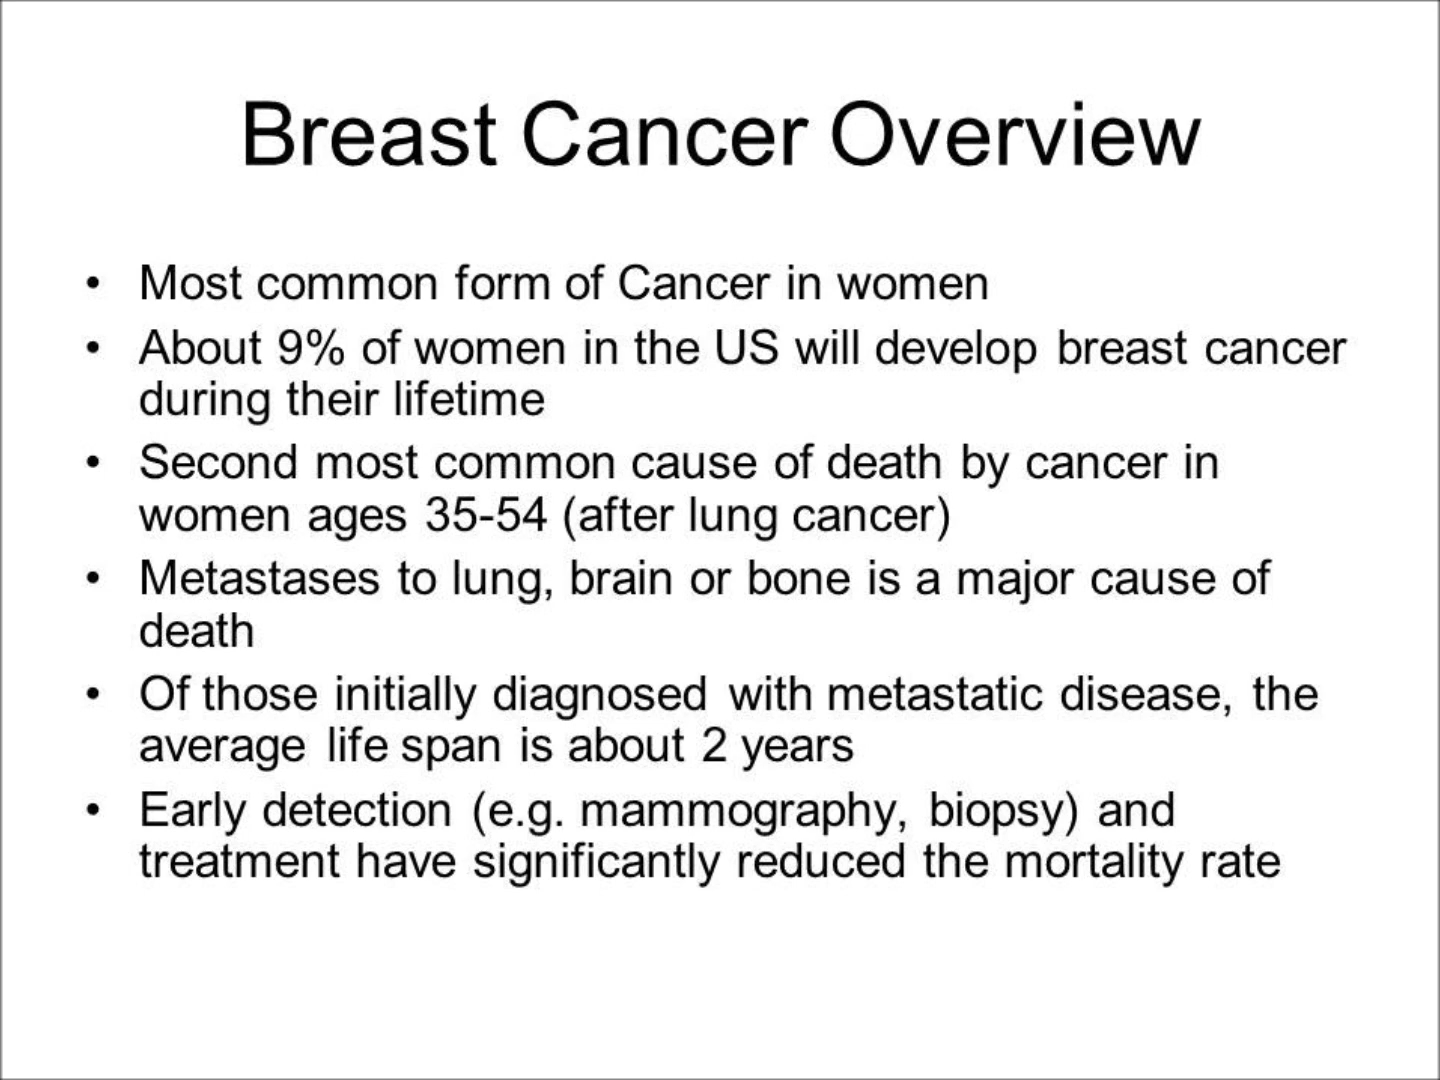 Breast Cancer Overview
• Most common form of Cancer in women
• About 9% of women in the US will develop breast cancer
during their lifetime
• Second most common cause of death by cancer in
women ages 35-54 (after lung cancer)
• Metastases to lung, brain or bone is a major cause of
death
• Of those initially diagnosed with metastatic disease, the
average life span is about 2 years
• Early detection (e.g. mammography, biopsy) and
treatment have significantly reduced the mortality rate